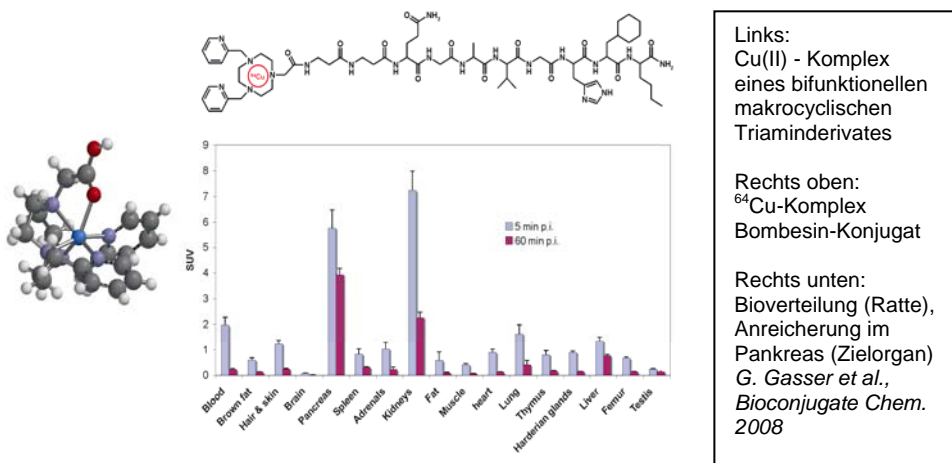 NH₂
O
O
O
O
O
O
O
O
O
N
N
N
N
N
⁶⁴Cu
N
H
NH₂
N
NH
9
8
7
6
5
4
3
2
1
0
SUV
5 min p.i.
60 min p.i.
Blood
Brown fat
Hair & skin
Brain
Pancreas
Spleen
Adrenals
Kidneys
Fat
Muscle
heart
Lung
Thymus
Harderian glands
Liver
Femur
Testis
Links:
Cu(II) - Komplex
eines bifunktionellen
makrocyclischen
Triaminderivates
Rechts oben:
⁶⁴Cu-Komplex
Bombesin-Konjugat
Rechts unten:
Bioverteilung (Ratte),
Anreicherung im
Pankreas (Zielorgan)
G. Gasser et al.,
Bioconjugate Chem.
2008